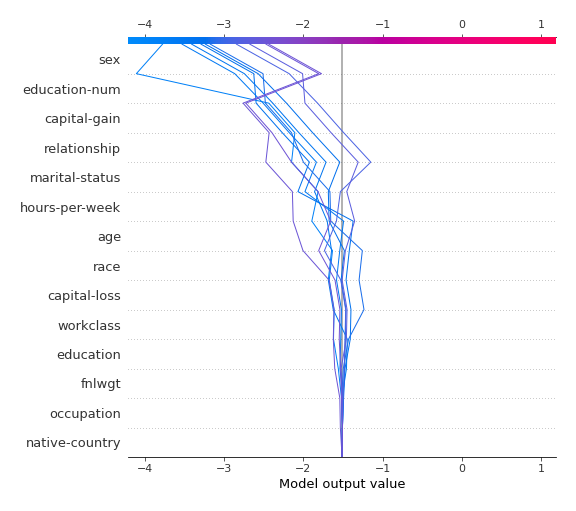 −4 −3 −2 −1 0 1
sex
education-num
capital-gain
relationship
marital-status
hours-per-week
age
race
capital-loss
workclass
education
fnlwgt
occupation
native-country
−4 −3 −2 −1 0 1
Model output value